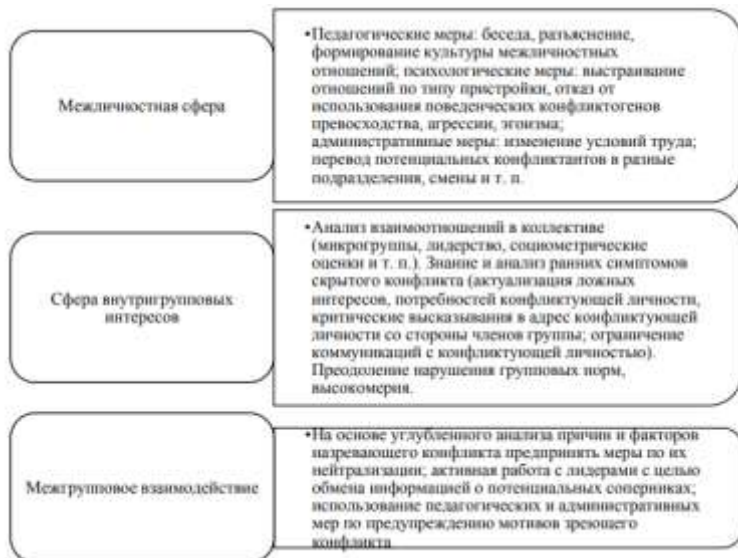 Межличностная сфера
•Педагогические меры: беседа, разъяснение,
формирование культуры межличностных
отношений; психологические меры: выстраивание
отношений по типу пристройки, отказ от
использования поведенческих конфликтогенов
превосходства, агрессии, эгоизма;
административные меры: изменение условий труда;
перевод потенциальных конфликтантов в разные
подразделения, смены и т. п.
Сфера внутригрупповых
интересов
•Анализ взаимоотношений в коллективе
(микрогруппы, лидерство, социометрические
оценки и т. п.). Знание и анализ ранних симптомов
скрытого конфликта (актуализация ложных
интересов, потребностей конфликтующей личности,
критические высказывания в адрес конфликтующей
личности со стороны членов группы; ограничение
коммуникаций с конфликтующей личностью).
Преодоление нарушения групповых норм,
высокомерия.
Межгрупповое взаимодействие
•На основе углубленного анализа причин и факторов
назревающего конфликта предпринять меры по их
нейтрализации; активная работа с лидерами с целью
обмена информацией о потенциальных соперниках;
использование педагогических и административных
мер по предупреждению мотивов зреющего
конфликта